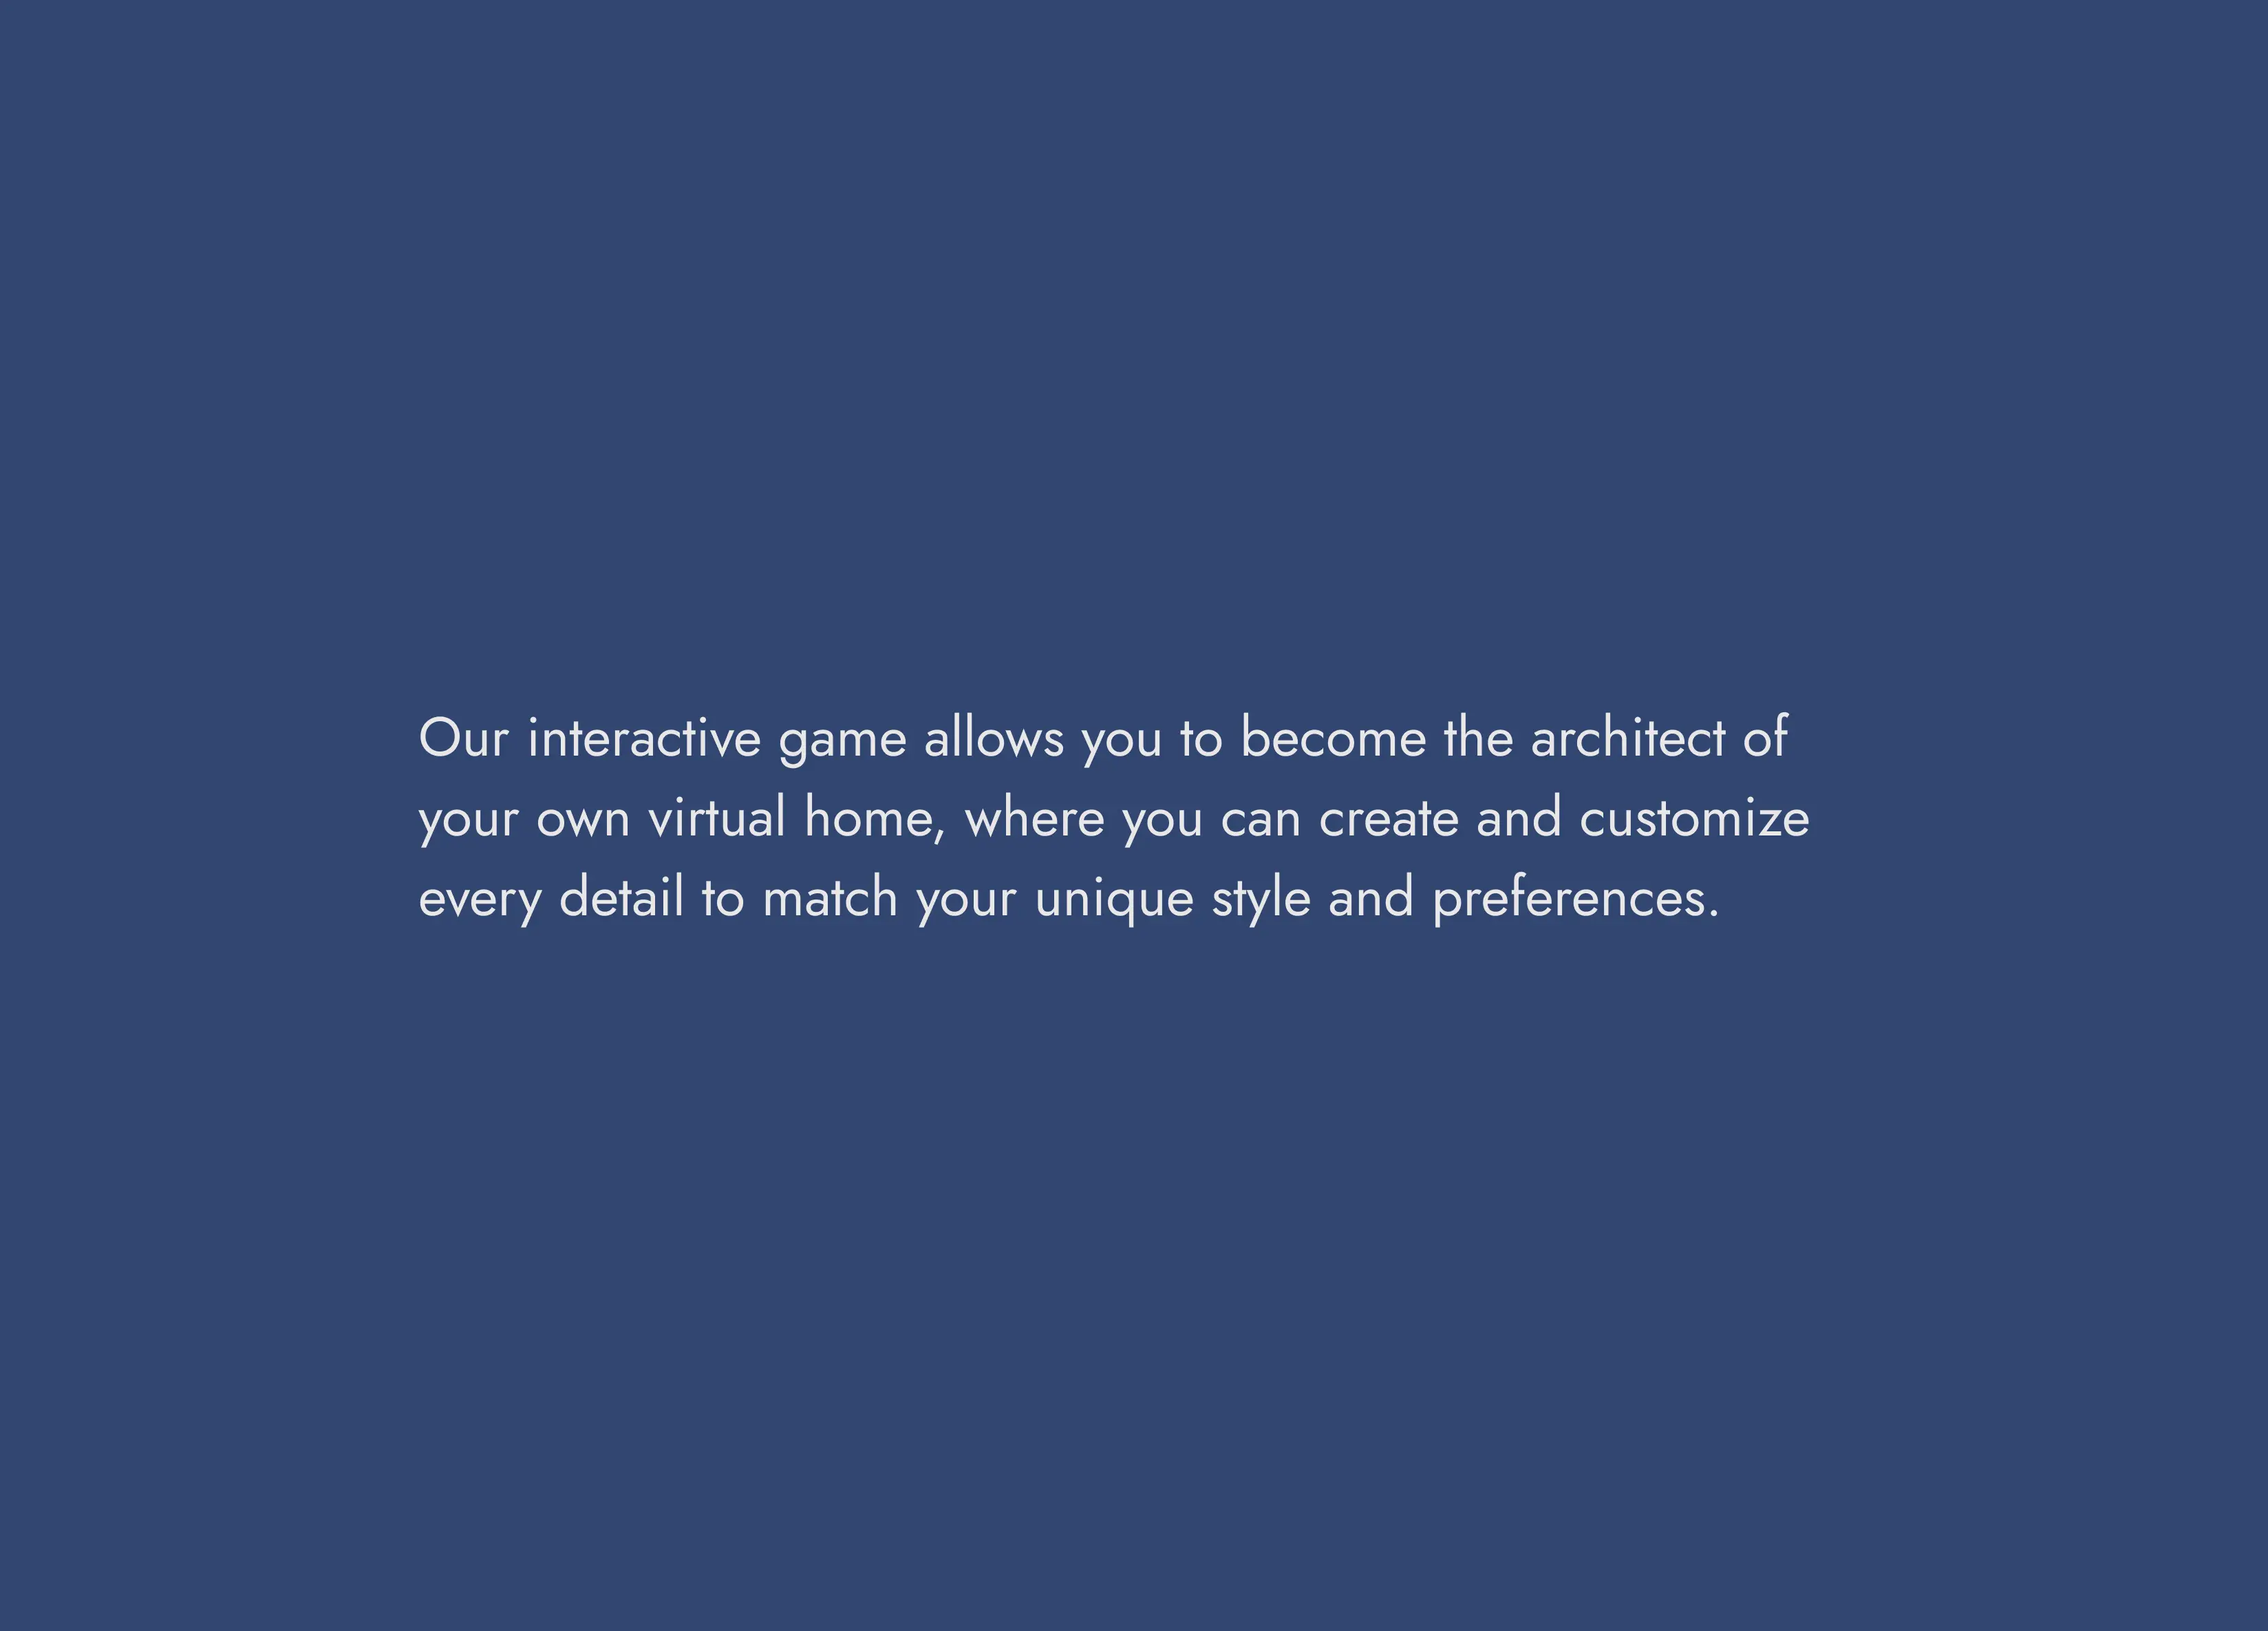 Our interactive game allows you to become the architect of
your own virtual home, where you can create and customize
every detail to match your unique style and preferences.